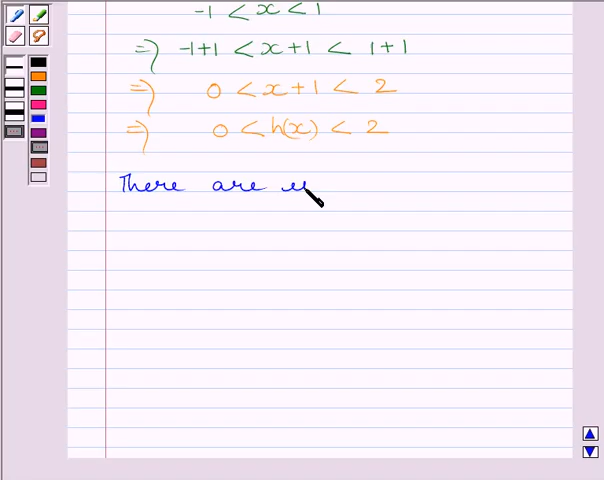 -1 < x < 1
=) -1+1 < x+1 < 1+1
=) 0 < x+1 < 2
=) 0 < h(x) < 2
There are